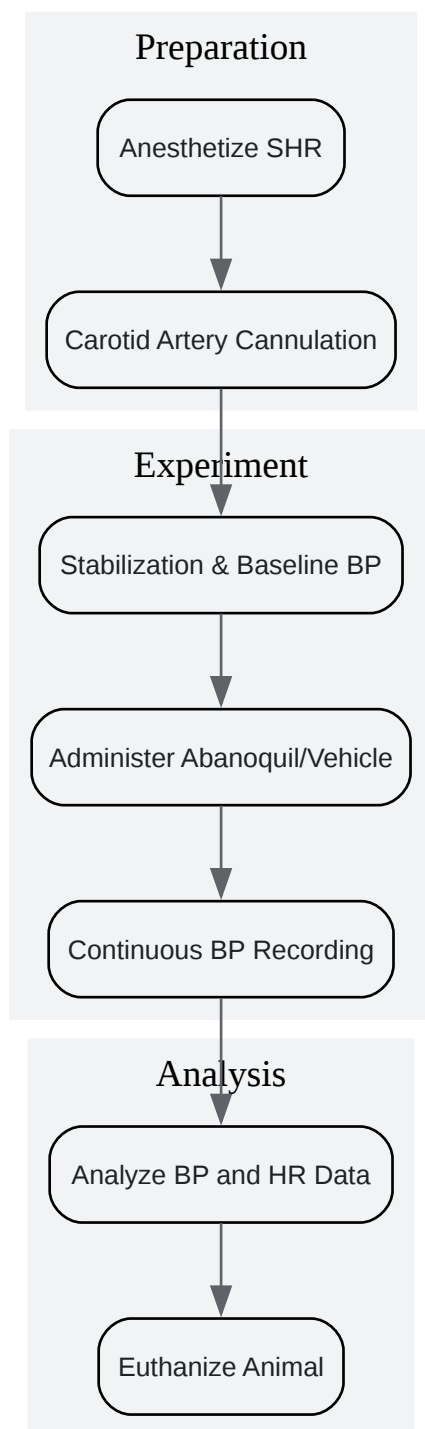 Preparation
Anesthetize SHR
Carotid Artery Cannulation
Experiment
Stabilization & Baseline BP
Administer Abanoquil/Vehicle
Continuous BP Recording
Analysis
Analyze BP and HR Data
Euthanize Animal